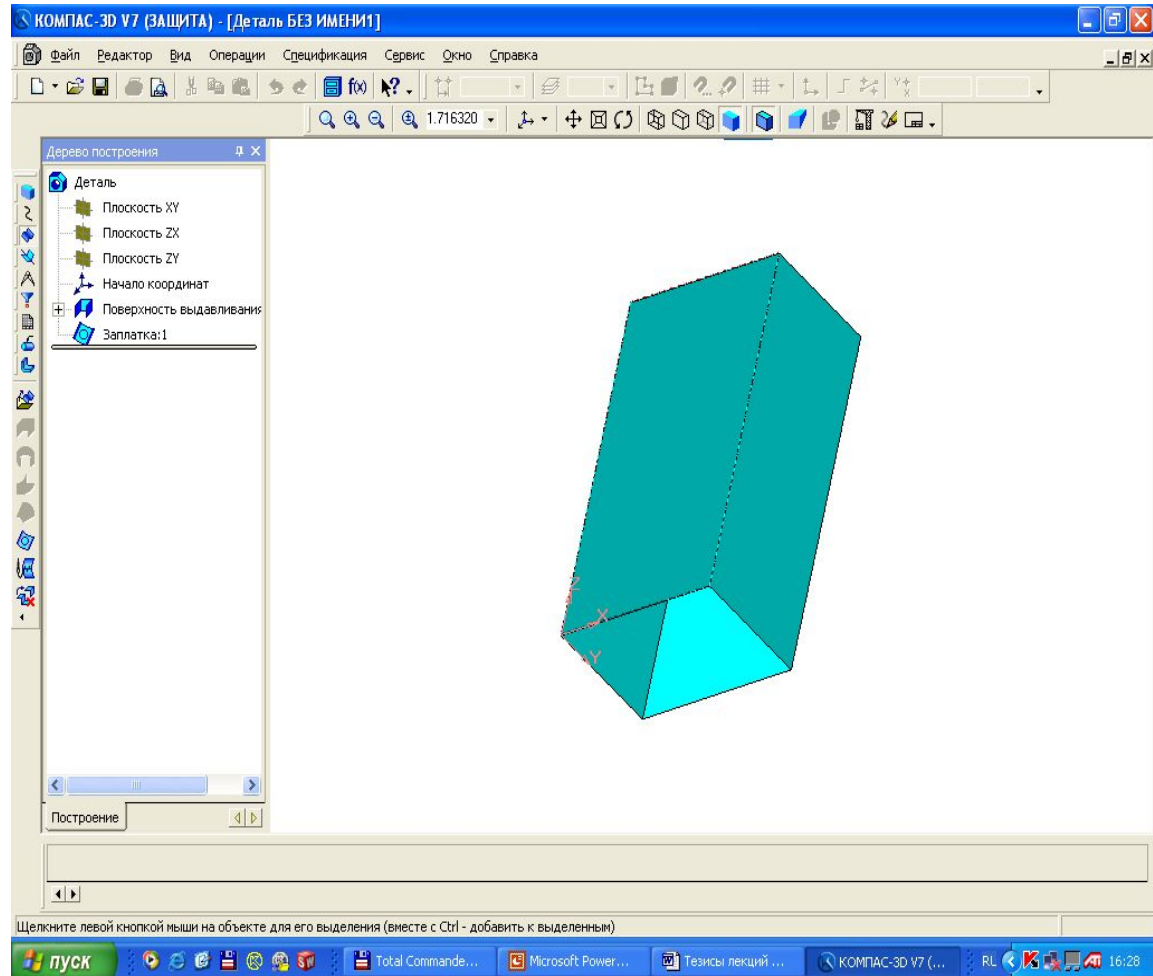 КОМПАС-3D V7 (ЗАЩИТА) - [Деталь БЕЗ ИМЕНИ1]
Файл Редактор Вид Операции Спецификация Сервис Окно Справка
f(x)
1.716320
Дерево построения
Деталь
Плоскость XY
Плоскость ZX
Плоскость ZY
Начало координат
Поверхность выдавливания
Заплатка:1
Z
X
Y
Построение
Щелкните левой кнопкой мыши на объекте для его выделения (вместе с Ctrl - добавить к выделенным)
пуск Total Commande... Microsoft Power... Тезисы лекций ... КОМПАС-3D V7 (... RL 16:28